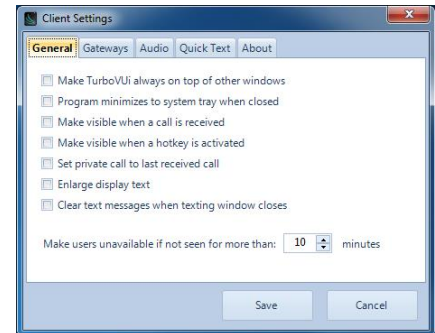 Client Settings
General Gateways Audio Quick Text About
Make TurboVUi always on top of other windows
Program minimizes to system tray when closed
Make visible when a call is received
Make visible when a hotkey is activated
Set private call to last received call
Enlarge display text
Clear text messages when texting window closes
Make users unavailable if not seen for more than: 10 minutes
Save Cancel